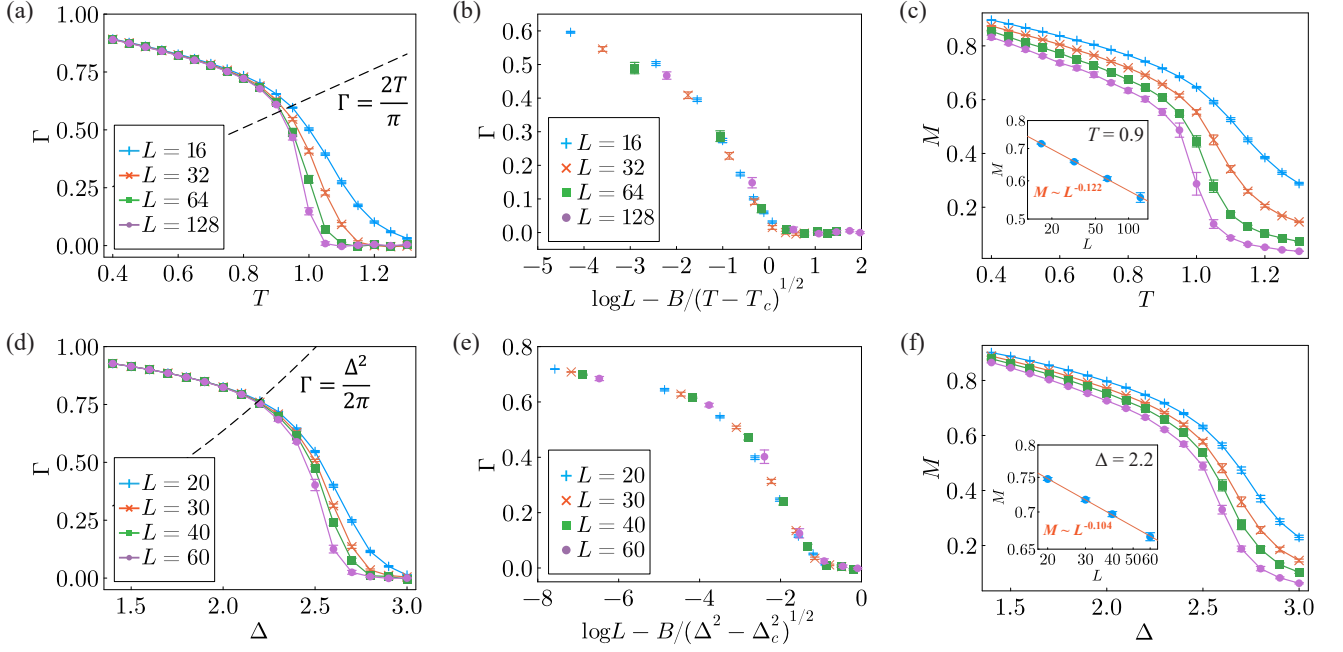 (a)
1.00
0.75
0.50
0.25
0.00
Γ
Γ = 2T/π
L = 16
L = 32
L = 64
L = 128
0.4 0.6 0.8 1.0 1.2
T
(b)
0.6
0.5
0.4
0.3
0.2
0.1
0.0
Γ
L = 16
L = 32
L = 64
L = 128
−5 −4 −3 −2 −1 0 1 2
logL − B/(T − T_c)^{1/2}
(c)
0.8
0.6
0.4
0.2
M
T = 0.9
0.8
0.7
0.6
0.5
M
M ~ L^{-0.122}
20 50 100
L
0.4 0.6 0.8 1.0 1.2
T
(d)
1.00
0.75
0.50
0.25
0.00
Γ
Γ = Δ²/2π
L = 20
L = 30
L = 40
L = 60
1.5 2.0 2.5 3.0
Δ
(e)
0.8
0.6
0.4
0.2
0.0
Γ
L = 20
L = 30
L = 40
L = 60
−8 −6 −4 −2 0
logL − B/(Δ² − Δ_c²)^{1/2}
(f)
0.8
0.6
0.4
0.2
M
Δ = 2.2
0.8
0.75
0.7
0.65
M
M ~ L^{-0.104}
20 30 40 50 60
L
1.5 2.0 2.5 3.0
Δ